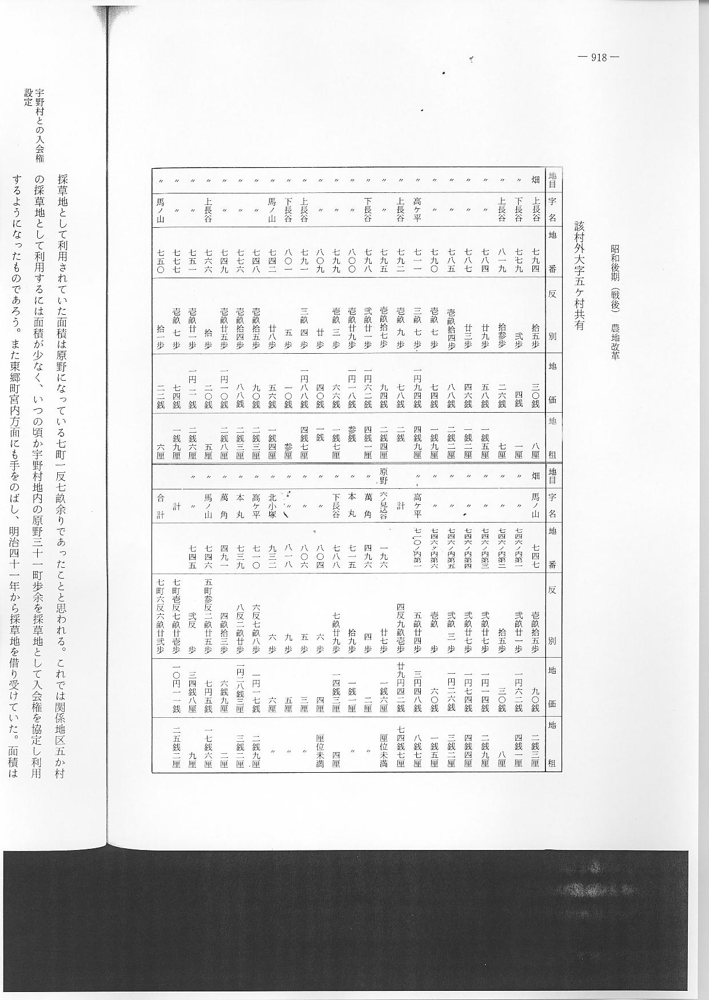 — 918 —
昭和後期（戦後） 農地改革
該村外大字五ケ村共有
地目 字名 地番 反別 地価 地租
畑 上長谷 七九四 拾五歩 三〇銭 八厘
〃 下長谷 七七九 弐歩 四銭 一厘
〃 上長谷 八一九 拾参歩 二六銭 七厘
〃 〃 七八四 廿九歩 五八銭 一銭五厘
〃 〃 七八七 廿三歩 四六銭 一銭二厘
〃 〃 七八五 壱畝拾四歩 八八銭 二銭二厘
〃 〃 七九〇 壱畝七歩 七四銭 一銭九厘
〃 高ケ平 七一一 三畝七歩 一円九四銭 四銭九厘
〃 上長谷 七九二 壱畝九歩 七八銭 二銭
〃 〃 七九五 壱畝拾七歩 九四銭 二銭四厘
〃 下長谷 七九八 弐畝廿一歩 一円六二銭 四銭一厘
〃 〃 八〇〇 壱畝廿九歩 一円一八銭 参銭
〃 〃 七九九 壱畝三歩 六六銭 一銭七厘
〃 〃 八〇九 廿歩 四〇銭 一銭
〃 上長谷 七九一 三畝四歩 一円八八銭 四銭七厘
〃 下長谷 八〇一 五歩 一〇銭 参厘
〃 馬ノ山 七四二 廿八歩 五六銭 一銭四厘
〃 〃 七四八 壱畝拾五歩 九〇銭 二銭三厘
〃 〃 七七六 壱畝拾四歩 八八銭 二銭三厘
〃 〃 七四九 壱畝廿五歩 一円一〇銭 二銭八厘
〃 上長谷 七六六 拾歩 二〇銭 五厘
〃 〃 七五一 壱畝廿一歩 一円二銭 二銭六厘
〃 〃 七七七 壱畝七歩 七四銭 一銭九厘
〃 馬ノ山 七五〇 拾一歩 二二銭 六厘
地目 字名 地番 反別 地価 地租
畑 馬ノ山 七四七 壱畝拾五歩 九〇銭 二銭三厘
〃 〃 七四六ノ内第一 弐畝廿一歩 一円六二銭 四銭一厘
〃 〃 七四六ノ内第二 拾五歩 三〇銭 八厘
〃 〃 七四六ノ内第三 弐畝廿七歩 一円一四銭 二銭九厘
〃 〃 七四六ノ内第四 弐畝廿七歩 一円七四銭 四銭四厘
〃 〃 七四六ノ内第五 弐畝三歩 一円二六銭 三銭二厘
〃 〃 七四六ノ内第六 壱畝 歩 六〇銭 一銭五厘
〃 高ケ平 七一〇ノ内第一 五畝廿四歩 三円四八銭 八銭七厘
計 四反九畝壱歩 廿九円四二銭 七四銭七厘
原野 六ノ見込谷 一九六 廿七歩 一銭六厘 厘位未満
〃 萬角 四九六 四歩 二厘 〃
〃 本丸 七一五 拾九歩 一銭一厘 〃
〃 下長谷 七八八 七畝廿九歩 一四銭三厘 四厘
〃 〃 八〇四 六歩 四厘 厘位未満
〃 〃 八〇六 五歩 三厘 〃
〃 〃 八一八 九歩 五厘 〃
〃 北小塚 九三二 六歩 六厘 〃
〃 高ケ平 七一〇 六反七畝八歩 一円一七銭 二銭九厘
〃 本丸 七三九 八反二畝廿歩 一円二八銭三厘 三銭二厘
〃 萬角 四九一 四畝拾三歩 六銭九厘 二厘
〃 馬ノ山 七四六 五町参反二畝廿五歩 七円五銭 一七銭六厘
〃 〃 七四五 弐反 歩 三四銭八厘 九厘
計 七町壱反七畝廿壱歩 一〇円一一銭 二五銭二厘
合計 七町六反六畝廿弐歩
採草地として利用されていた面積は原野になっている七町一反七畝余りであったことと思われる。これでは関係地区五か村
宇野村との入会権
設定
の採草地として利用するには面積が少なく、いつの頃か宇野村地内の原野三十一町歩余を採草地として入会権を協定し利用
するようになったものであろう。また東郷町宮内方面にも手をのばし、明治四十一年から採草地を借り受けていた。面積は